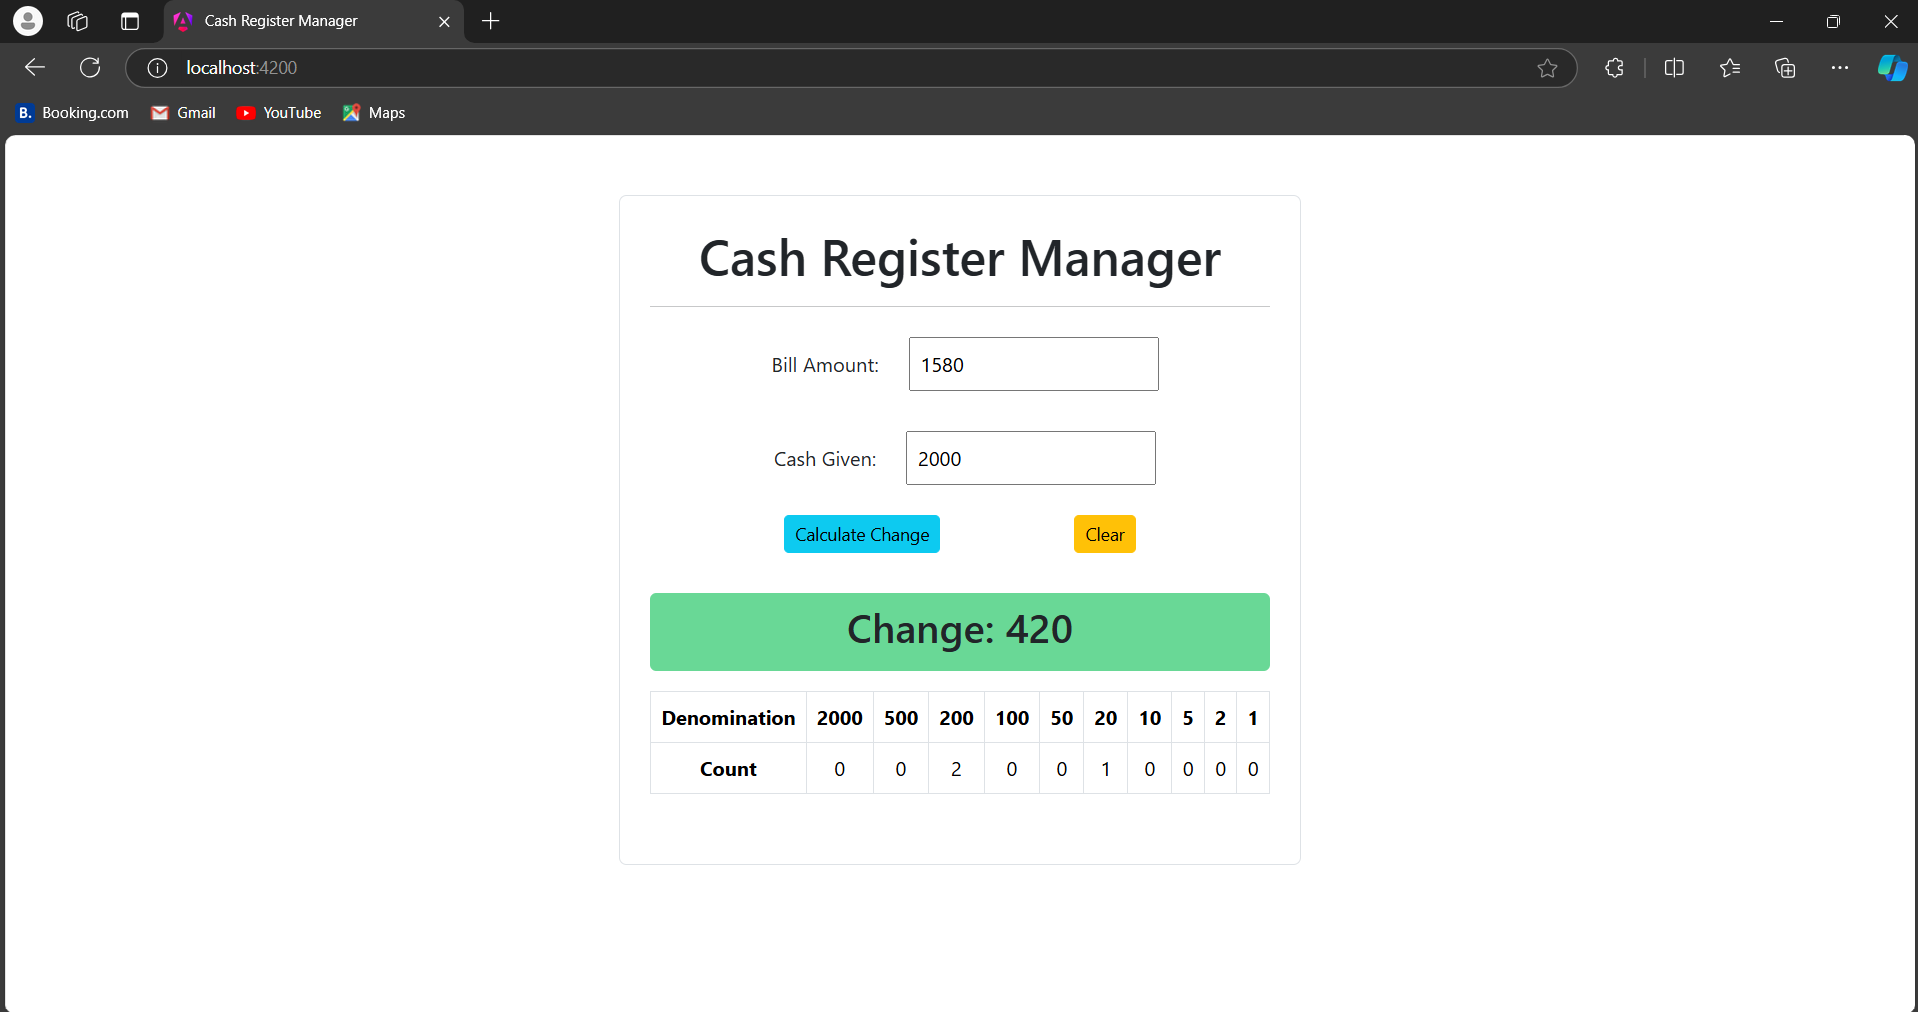 Cash Register Manager
localhost:4200
B. Booking.com Gmail YouTube Maps
Cash Register Manager
Bill Amount: 1580
Cash Given: 2000
Calculate Change Clear
Change: 420
Denomination 2000 500 200 100 50 20 10 5 2 1
Count 0 0 2 0 0 1 0 0 0 0